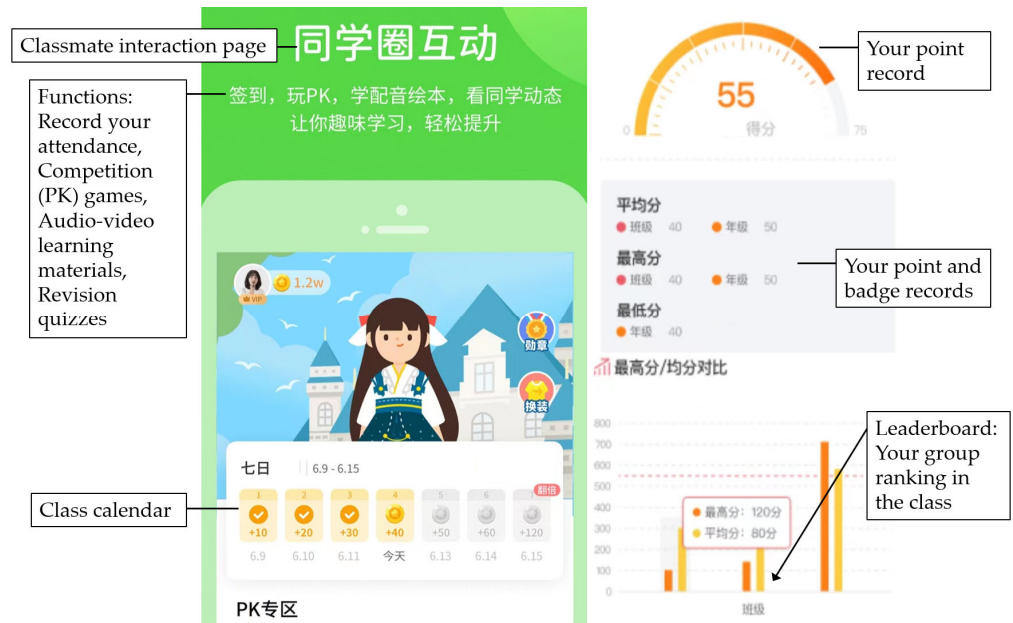 Classmate interaction page
Functions:
Record your
attendance,
Competition
(PK) games,
Audio-video
learning
materials,
Revision
quizzes
Class calendar
同学圈互动
签到，玩PK，学配音绘本，看同学动态
让你趣味学习，轻松提升
VIP
1.2w
勋章
换装
七日
6.9 - 6.15
翻倍
1 2 3 4 5 6
+10 +20 +30 +40 +50 +60 +120
6.9 6.10 6.11 今天 6.13 6.14 6.15
PK专区
Your point
record
55
0 得分 75
平均分
班级 40 年级 50
最高分
班级 40 年级 50
最低分
年级 40
Your point and
badge records
最高分/均分对比
Leaderboard:
Your group
ranking in
the class
800
700
600
500
400
300
200
100
0
最高分：120分
平均分：80分
班级